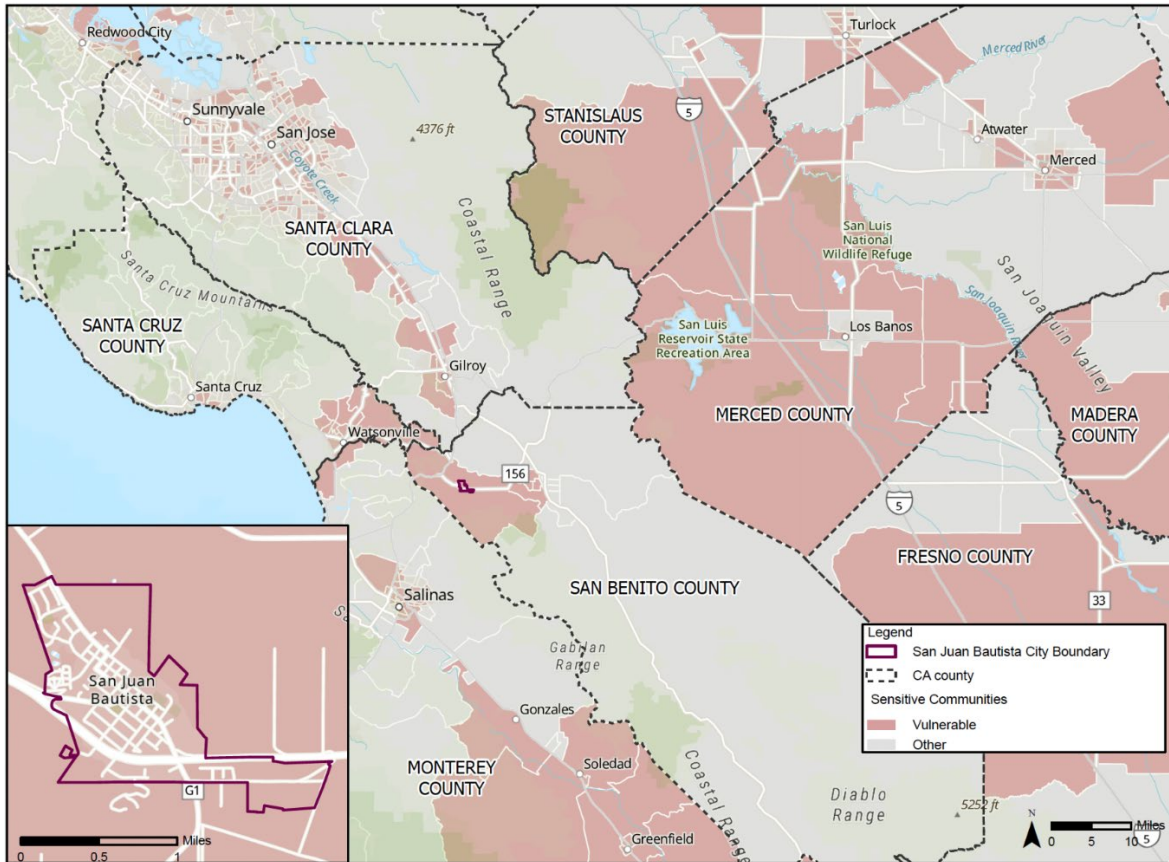 Redwood City
Sunnyvale
San Jose
Coyote Creek
4376 ft
SANTA CLARA
COUNTY
Santa Cruz Mountains
SANTA CRUZ
COUNTY
Santa Cruz
Coastal Range
Gilroy
Watsonville
STANISLAUS
COUNTY
5
Turlock
Merced River
Atwater
Merced
San Luis
National
Wildlife Refuge
San Joaquin Valley
San Luis
Reservoir State
Recreation Area
Los Banos
MERCED COUNTY
MADERA
COUNTY
156
5
FRESNO COUNTY
33
SAN BENITO COUNTY
Salinas
Gabilan
Range
Gonzales
Soledad
MONTEREY
COUNTY
Greenfield
Coastal Range
Diablo
Range
5252 ft
5
San Juan
Bautista
G1
Miles
0 0.5 1
Legend
San Juan Bautista City Boundary
CA county
Sensitive Communities
Vulnerable
Other
N
Miles
0 5 10